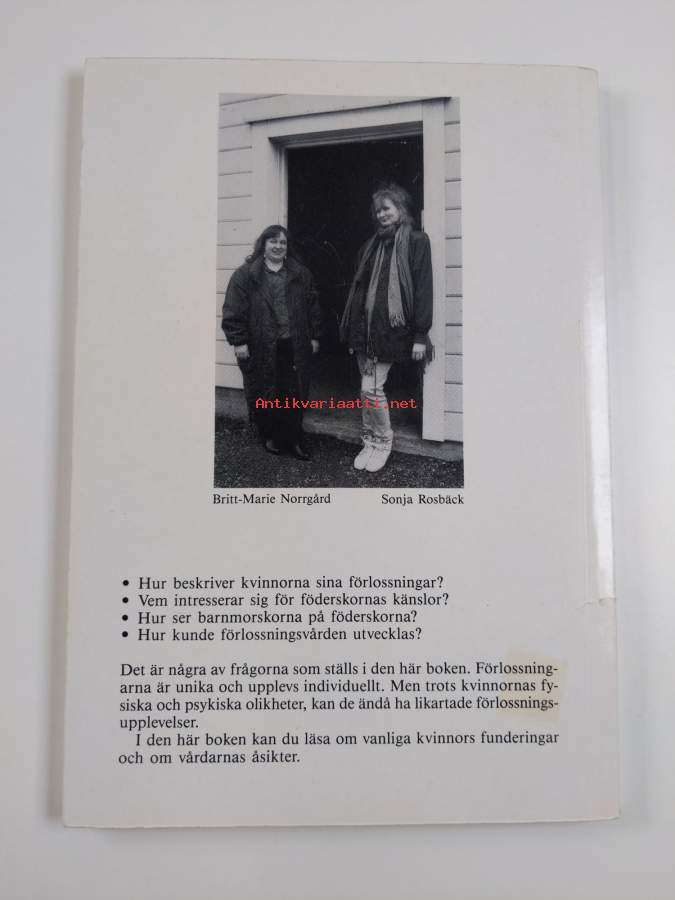 Antikvariaatti.net
Britt-Marie Norrgård Sonja Rosbäck
• Hur beskriver kvinnorna sina förlossningar?
• Vem intresserar sig för föderskornas känslor?
• Hur ser barnmorskorna på föderskorna?
• Hur kunde förlossningsvården utvecklas?
Det är några av frågorna som ställs i den här boken. Förlossning-
arna är unika och upplevs individuellt. Men trots kvinnornas fy-
siska och psykiska olikheter, kan de ändå ha likartade förlossnings-
upplevelser.
I den här boken kan du läsa om vanliga kvinnors funderingar
och om vårdarnas åsikter.